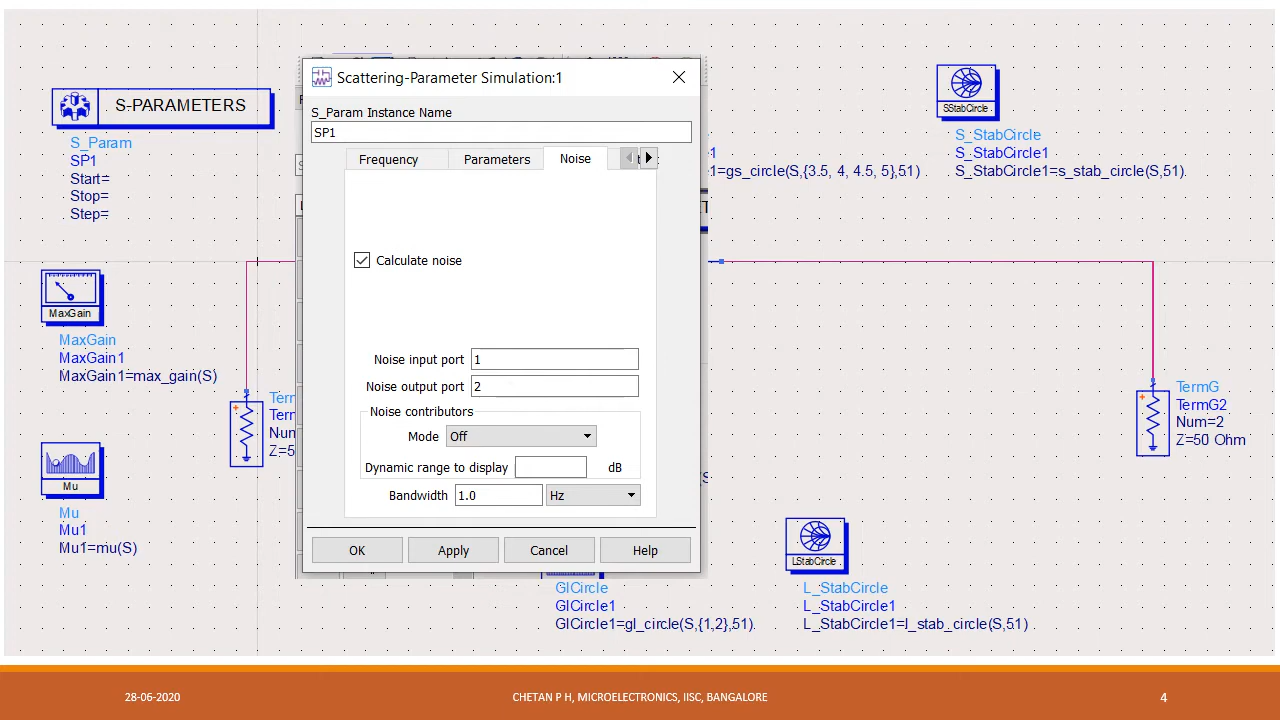 S-PARAMETERS
S_Param
SP1
Start=
Stop=
Step=
MaxGain
MaxGain
MaxGain1
MaxGain1=max_gain(S)
Mu
Mu
Mu1
Mu1=mu(S)
Scattering-Parameter Simulation:1
S_Param Instance Name
SP1
Frequency
Parameters
Noise
Calculate noise
Noise input port
1
Noise output port
2
Noise contributors
Mode
Off
Dynamic range to display
dB
Bandwidth
1.0
Hz
OK
Apply
Cancel
Help
1=gs_circle(S,{3.5, 4, 4.5, 5},51)
SStabCircle
S_StabCircle
S_StabCircle1
S_StabCircle1=s_stab_circle(S,51)
Num
Z=5
TermG
TermG2
Num=2
Z=50 Ohm
GlCircle
GlCircle1
GlCircle1=gl_circle(S,{1,2},51)
LStabCircle
L_StabCircle
L_StabCircle1
L_StabCircle1=l_stab_circle(S,51)
28-06-2020
CHETAN P H, MICROELECTRONICS, IISC, BANGALORE
4